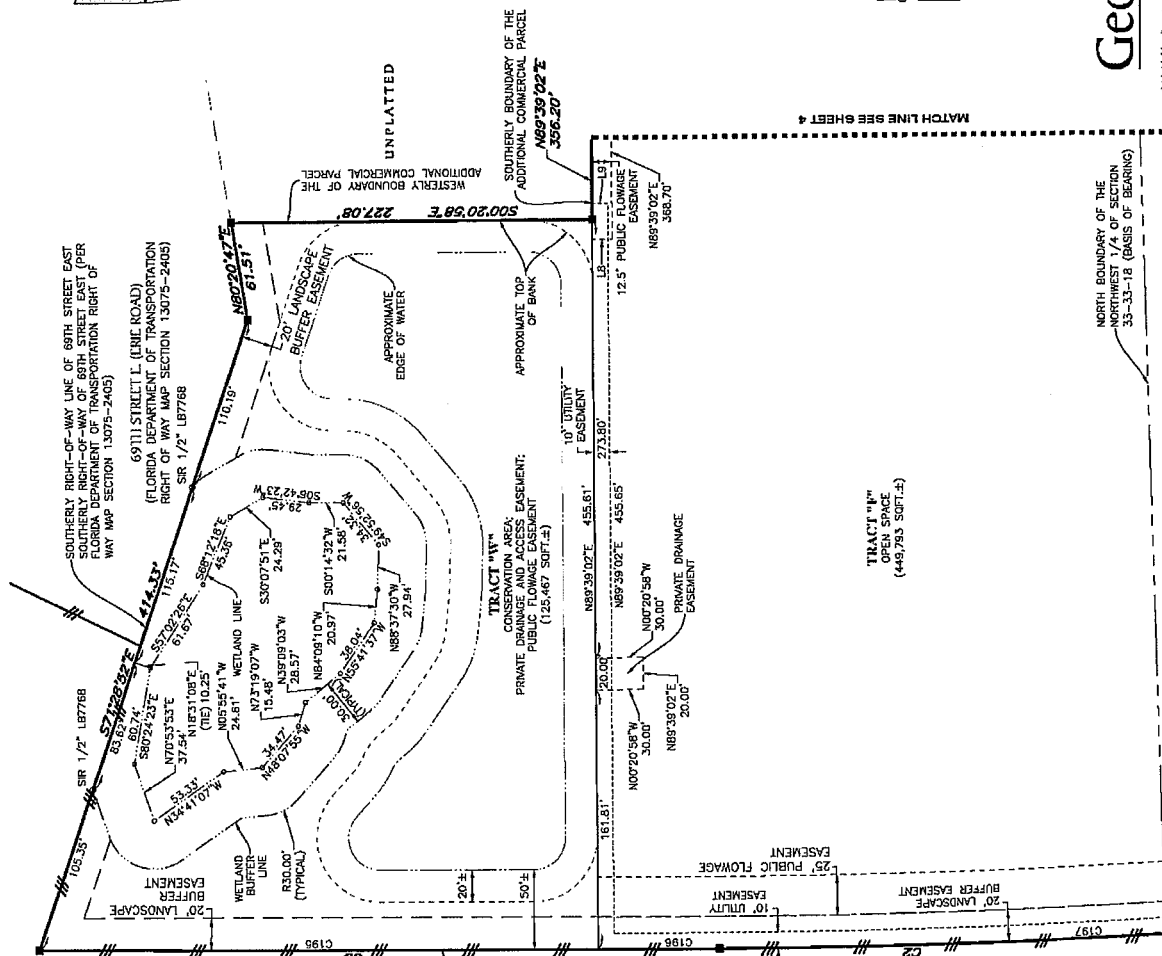 SOUTHERLY RIGHT-OF-WAY LINE OF 69TH STREET EAST
SOUTHERLY RIGHT-OF-WAY OF 69TH STREET EAST (PER
FLORIDA DEPARTMENT OF TRANSPORTATION RIGHT OF
WAY MAP SECTION 13075-2405)
69TH STREET E. (ERIE ROAD)
(FLORIDA DEPARTMENT OF TRANSPORTATION
RIGHT OF WAY MAP SECTION 13075-2405)
SIR 1/2" LB7768
SIR 1/2" LB7768
S71°28'52"E 414.33'
105.35'
83.62'
115.17'
110.19'
N80°20'47"E
61.51'
UNPLATTED
WESTERLY BOUNDARY OF THE
ADDITIONAL COMMERCIAL PARCEL
S00°20'58"E 227.08'
SOUTHERLY BOUNDARY OF THE
ADDITIONAL COMMERCIAL PARCEL
N89°39'02"E
356.20'
20' LANDSCAPE
BUFFER EASEMENT
APPROXIMATE
EDGE OF WATER
APPROXIMATE TOP
OF BANK
60.74'
S80°24'23"E
N70°53'53"E
37.54'
N18°31'08"E
(TIE) 10.25'
S57°02'26"E
61.67'
S68°12'18"E
45.36'
WETLAND LINE
S30°07'51"E
24.29'
S06°42'23"W
29.45'
S00°14'32"W
21.58'
S49°52'56"W
34.32'
N88°37'30"W
27.94'
N84°09'10"W
20.97'
38.04'
N55°41'37"W
N39°09'03"W
28.57'
N73°19'07"W
15.48'
34.47'
N48°07'55"W
N05°55'41"W
24.81'
53.33'
N34°41'07"W
30.00'
(TYPICAL)
WETLAND
BUFFER
LINE
R30.00'
(TYPICAL)
20' LANDSCAPE
BUFFER
EASEMENT
TRACT "W"
CONSERVATION AREA;
PRIVATE DRAINAGE AND ACCESS EASEMENT;
PUBLIC FLOWAGE EASEMENT
(125,467 SQFT.±)
20'±
50'±
10' UTILITY
EASEMENT
273.80'
N89°39'02"E 455.61'
N89°39'02"E 455.65'
161.81'
20.00'
L8
L9
12.5' PUBLIC FLOWAGE
EASEMENT
N89°39'02"E
368.70'
N00°20'58"W
30.00'
N00°20'58"W
30.00'
N89°39'02"E
20.00'
PRIVATE DRAINAGE
EASEMENT
MATCH LINE SEE SHEET 4
NORTH BOUNDARY OF THE
NORTHWEST 1/4 OF SECTION
33-33-18 (BASIS OF BEARING)
TRACT "F"
OPEN SPACE
(449,793 SQFT.±)
25' PUBLIC FLOWAGE
EASEMENT
10' UTILITY
EASEMENT
20' LANDSCAPE
BUFFER EASEMENT
C195
C196
C2
C197
Geo